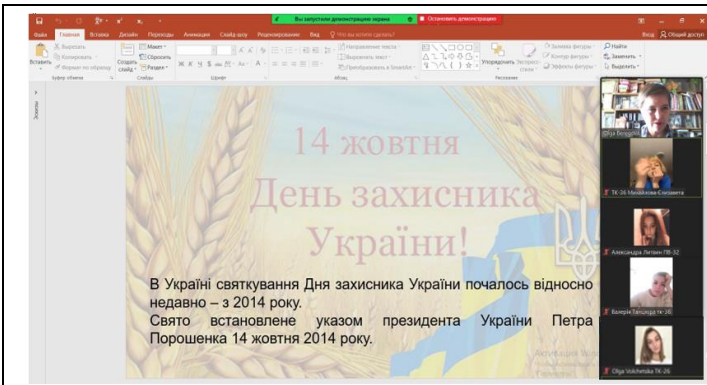 Вы запустили демонстрацию экрана
Остановить демонстрацию
Файл Главная Вставка Дизайн Переходы Анимация Слайд-шоу Рецензирование Вид Что вы хотите сделать? Вход Общий доступ
Вставить
Вырезать
Копировать
Формат по образцу
Буфер обмена
Создать слайд
Макет
Сбросить
Раздел
Слайды
Шрифт
Направление текста
Выровнять текст
Преобразовать в SmartArt
Абзац
Упорядочить
Заливка фигуры
Контур фигуры
Эффекты фигуры
Рисование
Найти
Заменить
Выделить
Эскизы
14 жовтня
День захисника
України!
В Україні святкування Дня захисника України почалось відносно
недавно – з 2014 року.
Свято встановлене указом президента України Петра
Порошенка 14 жовтня 2014 року.
ТК-26 Михайлова Єлизавета
Александра Литвин ПВ-32
Olga Volchetska TK-26